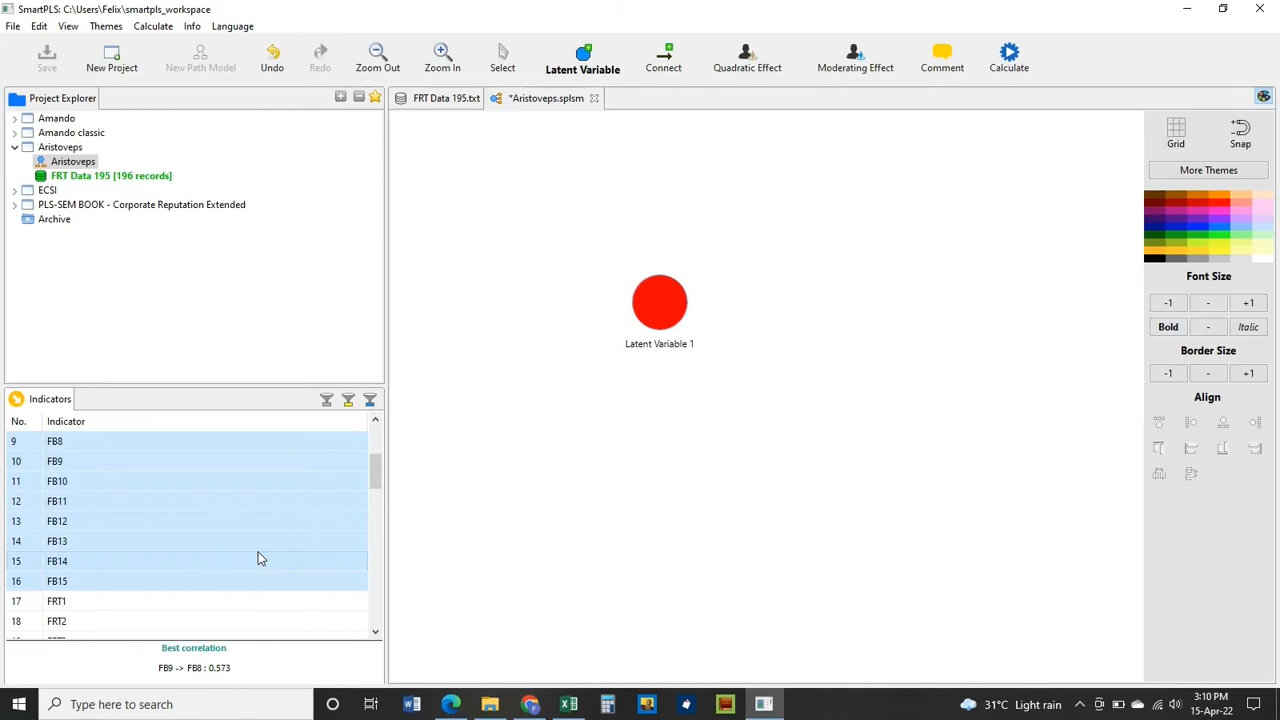 SmartPLS: C:\Users\Felix\smartpls_workspace
File Edit View Themes Calculate Info Language
Save New Project New Path Model Undo Redo Zoom Out Zoom In Select Latent Variable Connect Quadratic Effect Moderating Effect Comment Calculate
Project Explorer
FRT Data 195.txt *Aristoveps.splsm
Amando
Amando classic
Aristoveps
Aristoveps
FRT Data 195 [196 records]
ECSI
PLS-SEM BOOK - Corporate Reputation Extended
Archive
Latent Variable 1
Grid Snap
More Themes
Font Size
-1 - +1
Bold - Italic
Border Size
-1 - +1
Align
Indicators
No. Indicator
9 FB8
10 FB9
11 FB10
12 FB11
13 FB12
14 FB13
15 FB14
16 FB15
17 FRT1
18 FRT2
Best correlation
FB9 -> FB8 : 0.573
Type here to search
31°C Light rain
3:10 PM
15-Apr-22